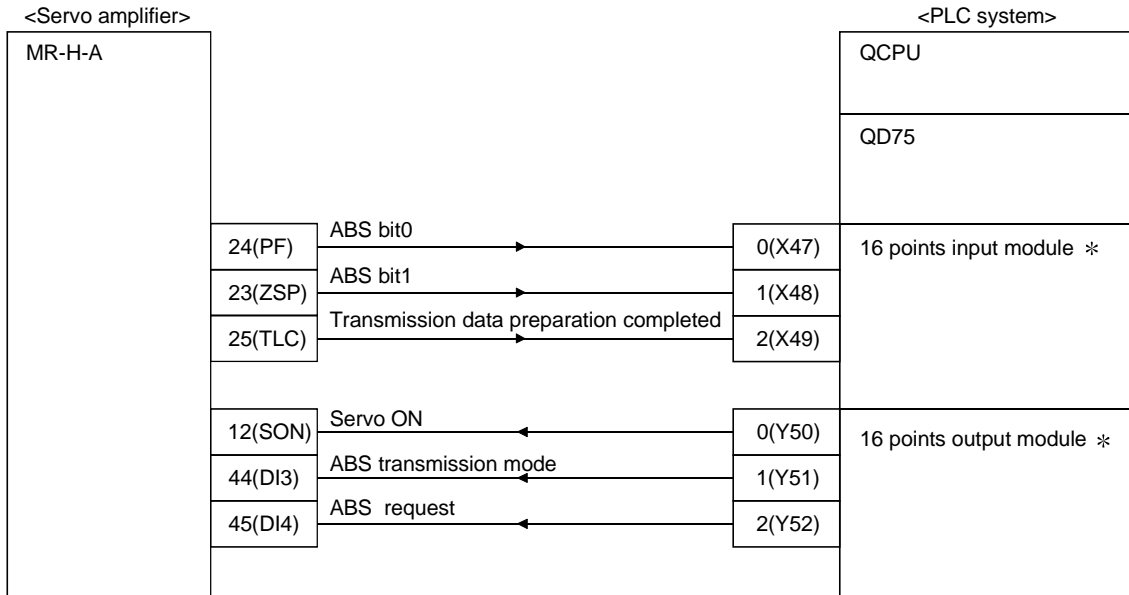 <Servo amplifier>
<PLC system>
MR-H-A
QCPU
QD75
24(PF)
ABS bit0
0(X47)
16 points input module *
23(ZSP)
ABS bit1
1(X48)
25(TLC)
Transmission data preparation completed
2(X49)
12(SON)
Servo ON
0(Y50)
16 points output module *
44(DI3)
ABS transmission mode
1(Y51)
45(DI4)
ABS request
2(Y52)